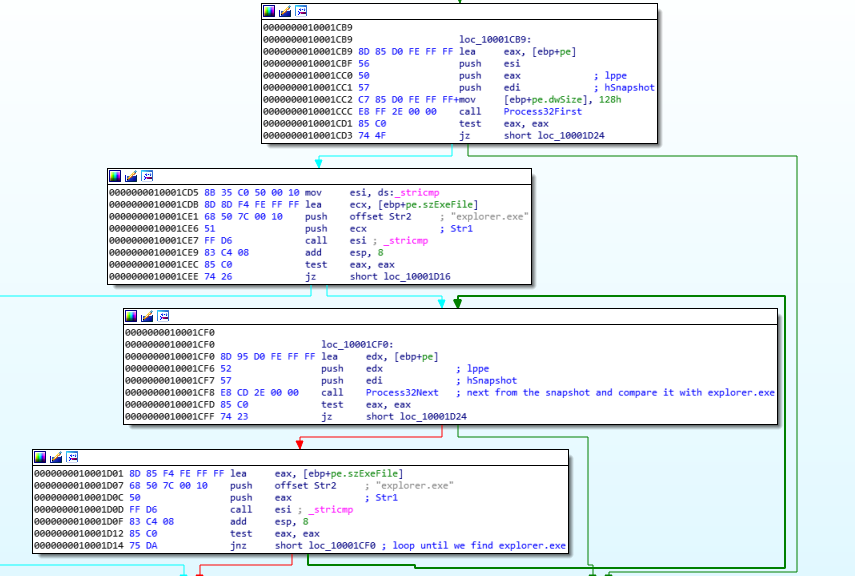 0000000010001CB9
0000000010001CB9 loc_10001CB9:
0000000010001CB9 8D 85 D0 FE FF FF lea eax, [ebp+pe]
0000000010001CBF 56 push esi
0000000010001CC0 50 push eax ; lppe
0000000010001CC1 57 push edi ; hSnapshot
0000000010001CC2 C7 85 D0 FE FF FF+mov [ebp+pe.dwSize], 128h
0000000010001CCC E8 FF 2E 00 00 call Process32First
0000000010001CD1 85 C0 test eax, eax
0000000010001CD3 74 4F jz short loc_10001D24
0000000010001CD5 8B 35 C0 50 00 10 mov esi, ds:_stricmp
0000000010001CDB 8D 8D F4 FE FF FF lea ecx, [ebp+pe.szExeFile]
0000000010001CE1 68 50 7C 00 10 push offset Str2 ; "explorer.exe"
0000000010001CE6 51 push ecx ; Str1
0000000010001CE7 FF D6 call esi ; _stricmp
0000000010001CE9 83 C4 08 add esp, 8
0000000010001CEC 85 C0 test eax, eax
0000000010001CEE 74 26 jz short loc_10001D16
0000000010001CF0
0000000010001CF0 loc_10001CF0:
0000000010001CF0 8D 95 D0 FE FF FF lea edx, [ebp+pe]
0000000010001CF6 52 push edx ; lppe
0000000010001CF7 57 push edi ; hSnapshot
0000000010001CF8 E8 CD 2E 00 00 call Process32Next ; next from the snapshot and compare it with explorer.exe
0000000010001CFD 85 C0 test eax, eax
0000000010001CFF 74 23 jz short loc_10001D24
0000000010001D01 8D 85 F4 FE FF FF lea eax, [ebp+pe.szExeFile]
0000000010001D07 68 50 7C 00 10 push offset Str2 ; "explorer.exe"
0000000010001D0C 50 push eax ; Str1
0000000010001D0D FF D6 call esi ; _stricmp
0000000010001D0F 83 C4 08 add esp, 8
0000000010001D12 85 C0 test eax, eax
0000000010001D14 75 DA jnz short loc_10001CF0 ; loop until we find explorer.exe